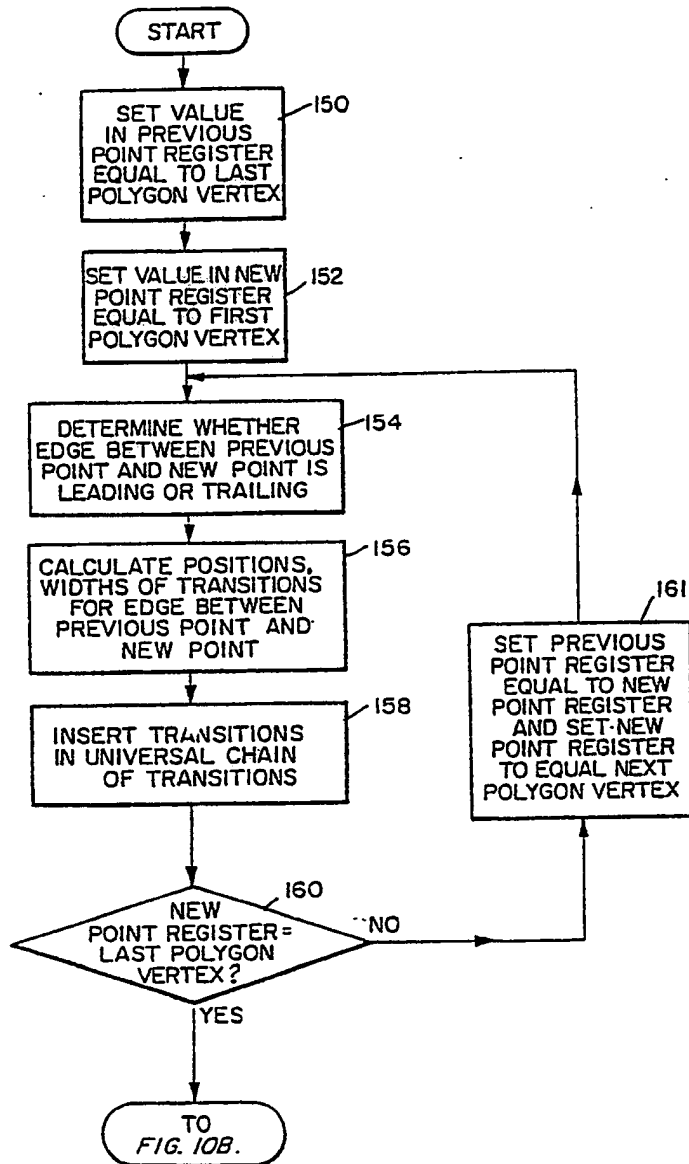 START
SET VALUE
IN PREVIOUS
POINT REGISTER
EQUAL TO LAST
POLYGON VERTEX
150
SET VALUE IN NEW
POINT REGISTER
EQUAL TO FIRST
POLYGON VERTEX
152
DETERMINE WHETHER
EDGE BETWEEN PREVIOUS
POINT AND NEW POINT IS
LEADING OR TRAILING
154
CALCULATE POSITIONS,
WIDTHS OF TRANSITIONS
FOR EDGE BETWEEN
PREVIOUS POINT AND
NEW POINT
156
INSERT TRANSITIONS
IN UNIVERSAL CHAIN
OF TRANSITIONS
158
NEW
POINT REGISTER=
LAST POLYGON
VERTEX?
160
NO
YES
161
SET PREVIOUS
POINT REGISTER
EQUAL TO NEW
POINT REGISTER
AND SET-NEW
POINT REGISTER
TO EQUAL NEXT
POLYGON VERTEX
TO
FIG. 10B.